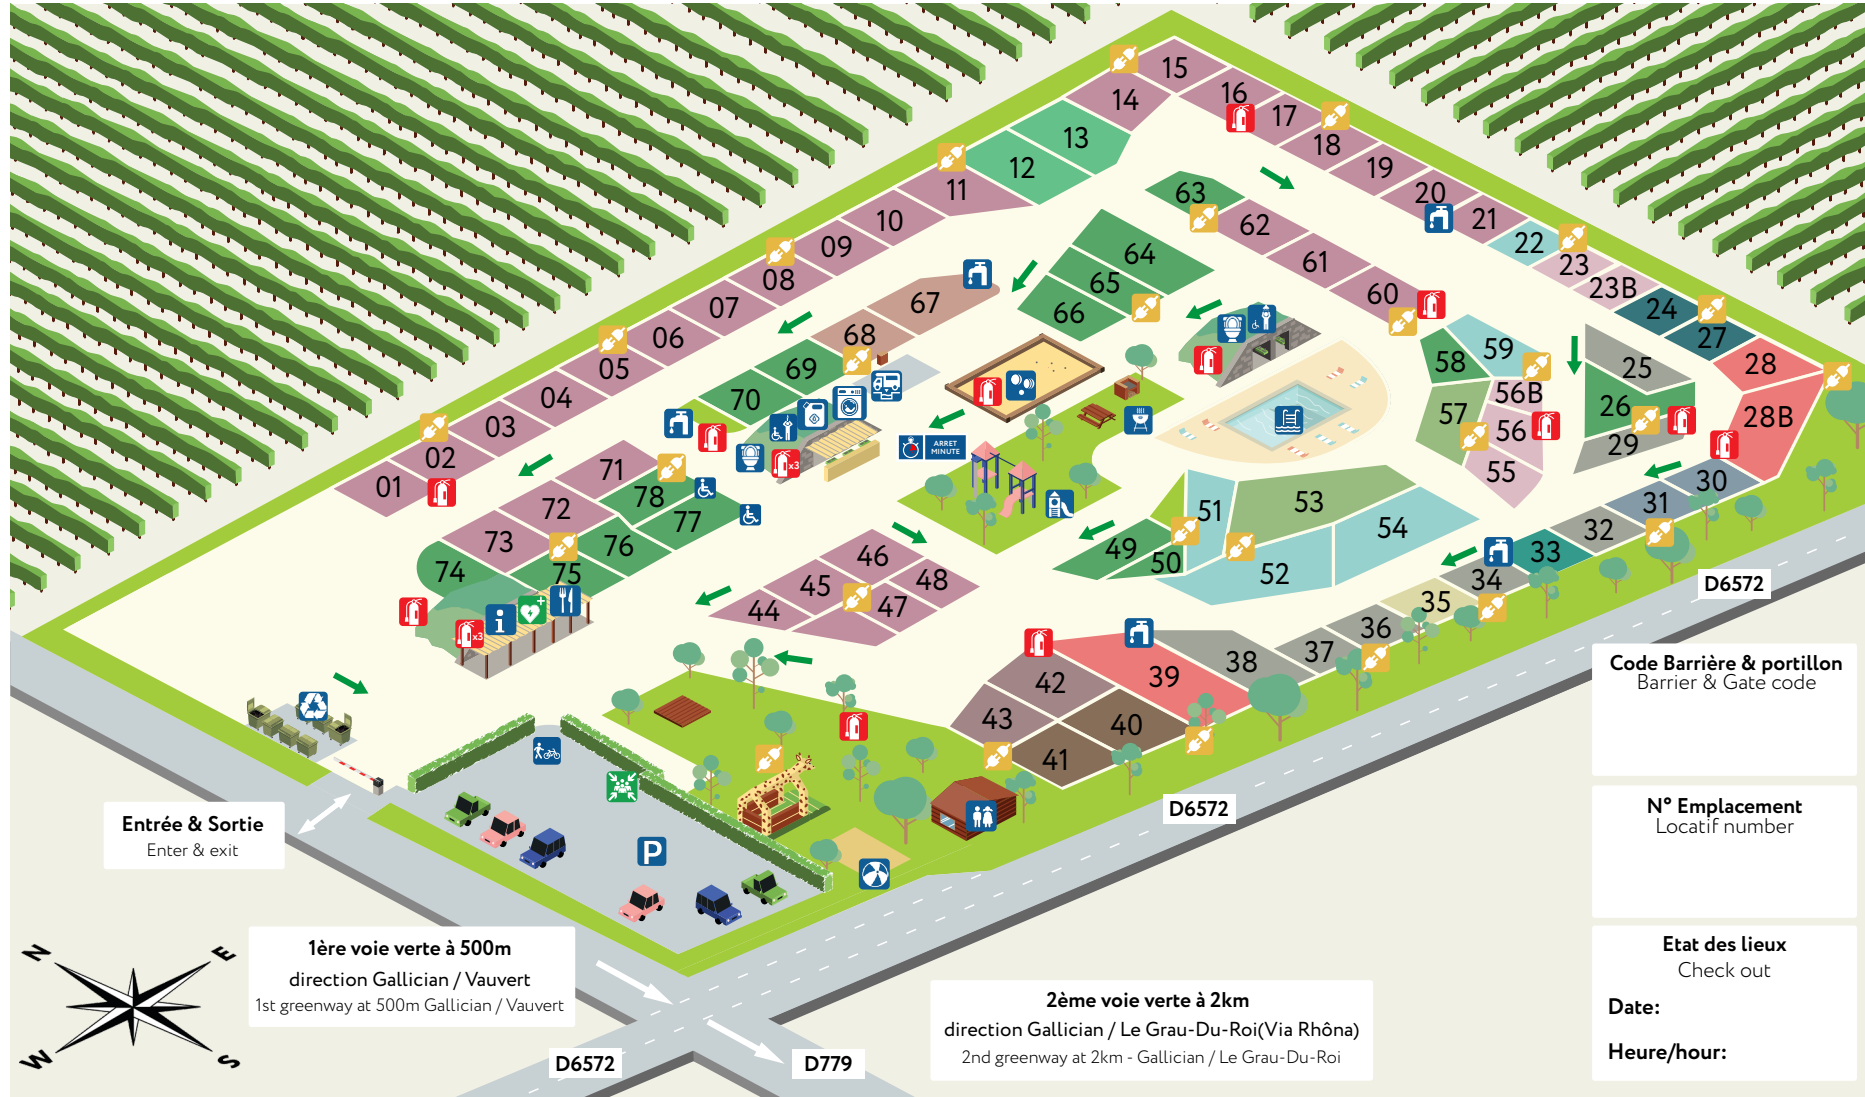 15
14
16
17
13
18
12
19
11
20
63
21
10
62
22
09
64
23
08
61
23B
65
60
07
67
24
66
27
06
68
58
59
28
05
69
25
56B
04
70
26
57
28B
03
56
29
02
ARRET
MINUTE
55
01
71
x3
78
30
72
77
51
53
31
73
76
54
32
46
49
50
33
74
75
45
48
52
34
i
44
47
35
x3
36
D6572
37
38
42
39
43
40
41
Code Barrière & portillon
Barrier & Gate code
N° Emplacement
Locatif number
D6572
Entrée & Sortie
Enter & exit
P
Etat des lieux
Check out
Date:
Heure/hour:
N
E
W
S
1ère voie verte à 500m
direction Gallician / Vauvert
1st greenway at 500m Gallician / Vauvert
2ème voie verte à 2km
direction Gallician / Le Grau-Du-Roi(Via Rhôna)
2nd greenway at 2km - Gallician / Le Grau-Du-Roi
D6572
D779